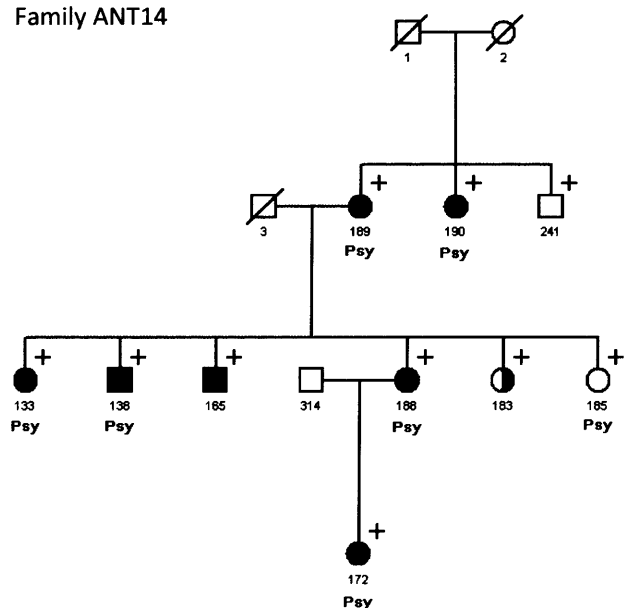 Family ANT14
1 2
+ + +
3 189 190 241
Psy Psy
+ + + + + +
133 138 165 314 188 183 185
Psy Psy Psy Psy
+
172
Psy